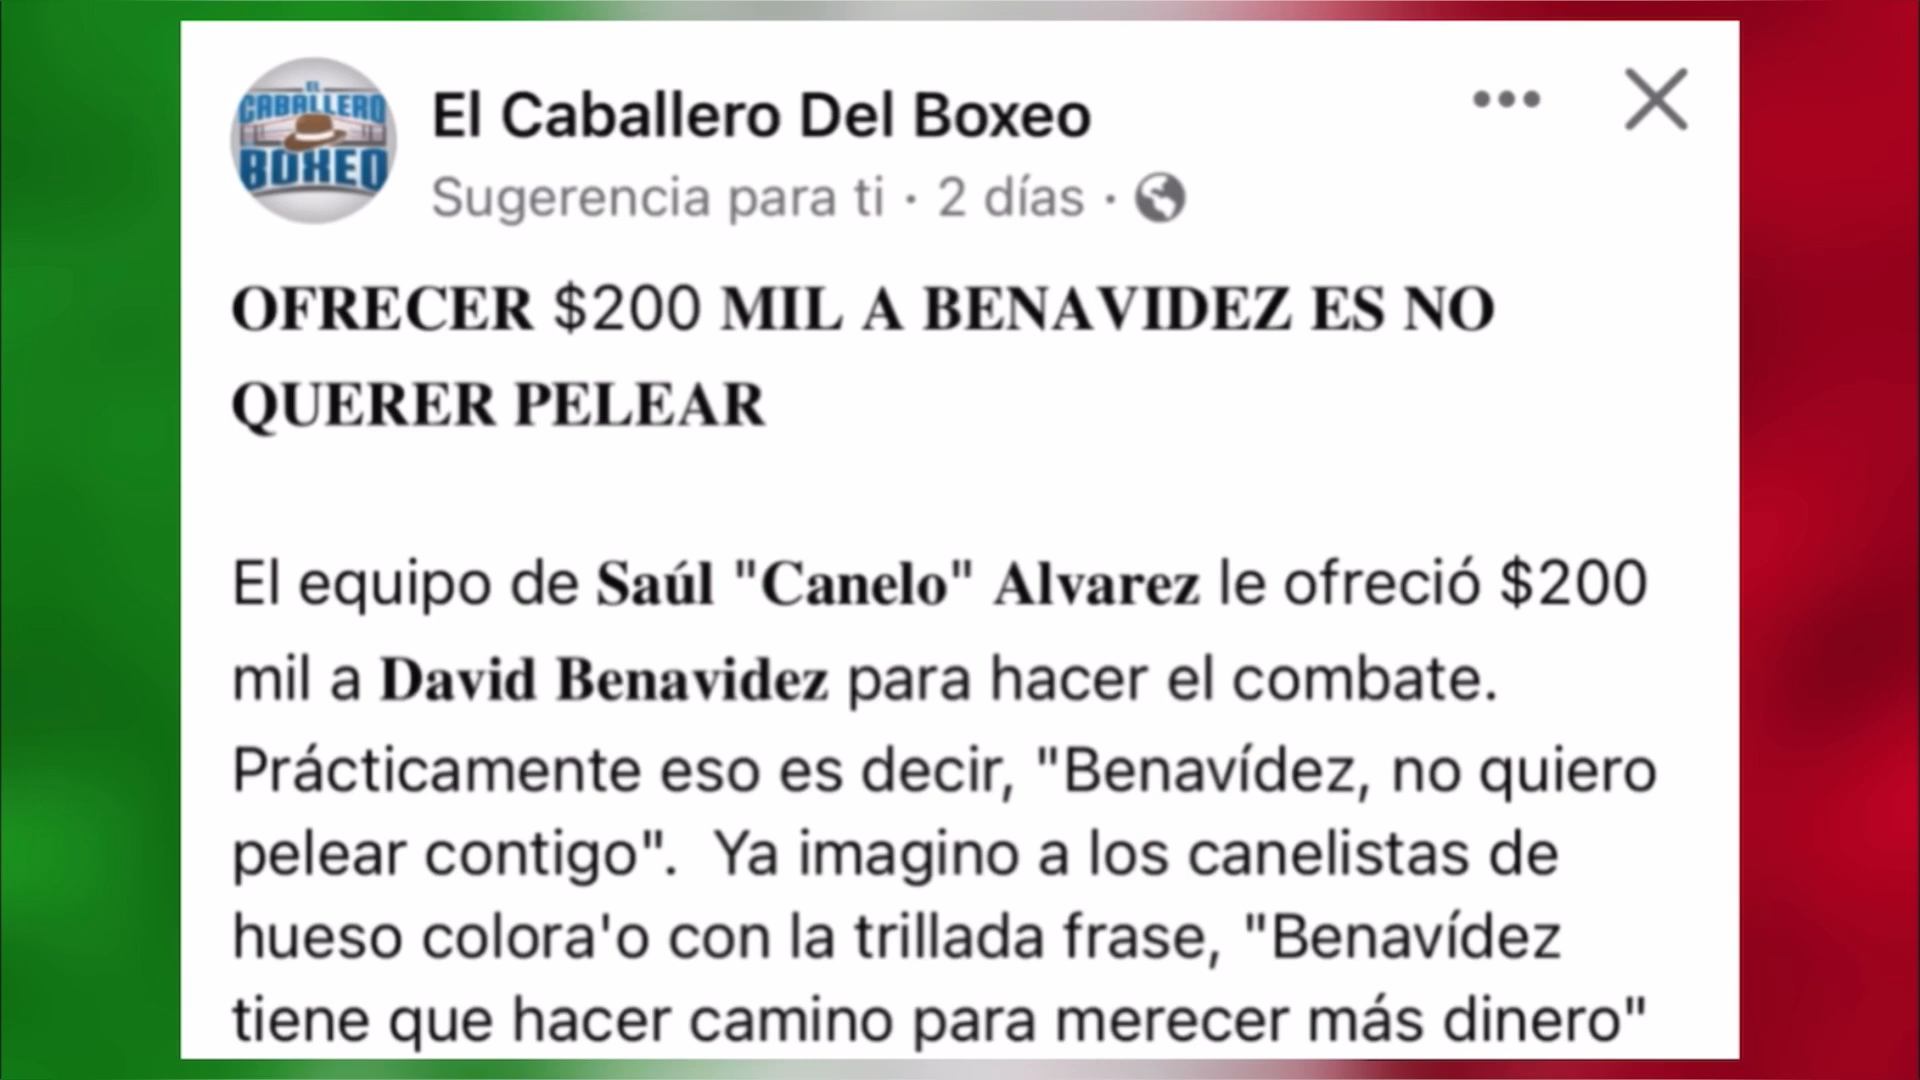 EL
CABALLERO
BOXEO
El Caballero Del Boxeo
Sugerencia para ti · 2 días ·
OFRECER $200 MIL A BENAVIDEZ ES NO
QUERER PELEAR
El equipo de Saúl "Canelo" Alvarez le ofreció $200
mil a David Benavidez para hacer el combate.
Prácticamente eso es decir, "Benavídez, no quiero
pelear contigo".  Ya imagino a los canelistas de
hueso colora'o con la trillada frase, "Benavídez
tiene que hacer camino para merecer más dinero"